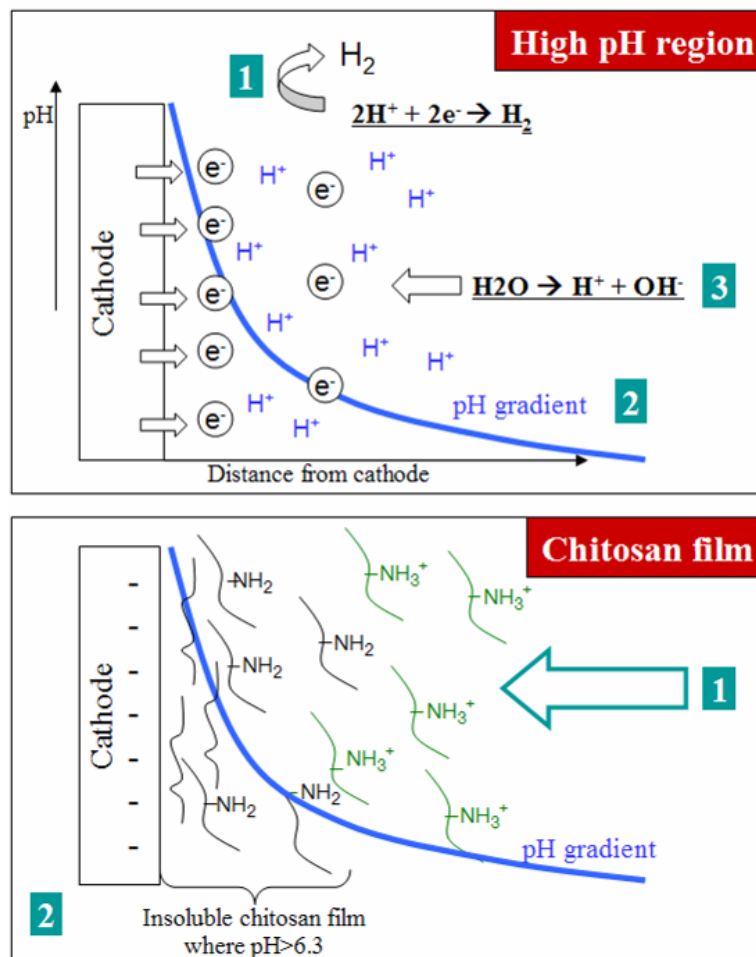 High pH region
1
H₂
2H⁺ + 2e⁻ → H₂
pH
Cathode
e⁻
e⁻
e⁻
e⁻
e⁻
e⁻
e⁻
e⁻
H⁺
H⁺
H⁺
H⁺
H⁺
H⁺
H⁺
H⁺
H⁺
H⁺
H2O → H⁺ + OH⁻
3
pH gradient
2
Distance from cathode
Chitosan film
Cathode
-
-
-
-
-
-
-
NH₂
NH₂
NH₂
NH₂
NH₂
NH₃⁺
NH₃⁺
NH₃⁺
NH₃⁺
NH₃⁺
1
pH gradient
2
Insoluble chitosan film
where pH>6.3